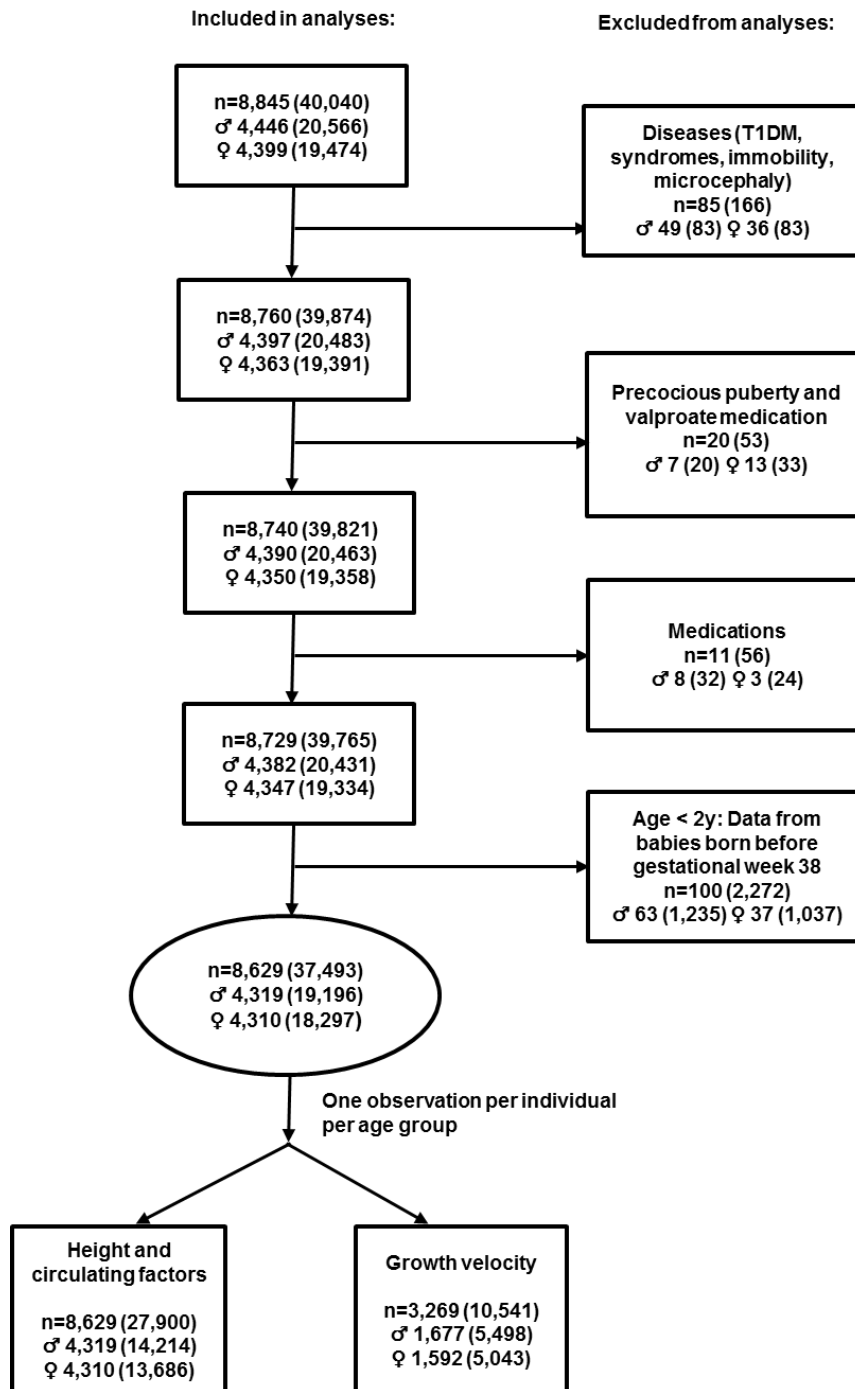 Included in analyses:
Excluded from analyses:
n=8,845 (40,040)
♂ 4,446 (20,566)
♀ 4,399 (19,474)
Diseases (T1DM,
syndromes, immobility,
microcephaly)
n=85 (166)
♂ 49 (83) ♀ 36 (83)
n=8,760 (39,874)
♂ 4,397 (20,483)
♀ 4,363 (19,391)
Precocious puberty and
valproate medication
n=20 (53)
♂ 7 (20) ♀ 13 (33)
n=8,740 (39,821)
♂ 4,390 (20,463)
♀ 4,350 (19,358)
Medications
n=11 (56)
♂ 8 (32) ♀ 3 (24)
n=8,729 (39,765)
♂ 4,382 (20,431)
♀ 4,347 (19,334)
Age < 2y: Data from
babies born before
gestational week 38
n=100 (2,272)
♂ 63 (1,235) ♀ 37 (1,037)
n=8,629 (37,493)
♂ 4,319 (19,196)
♀ 4,310 (18,297)
One observation per individual
per age group
Height and
circulating factors
n=8,629 (27,900)
♂ 4,319 (14,214)
♀ 4,310 (13,686)
Growth velocity
n=3,269 (10,541)
♂ 1,677 (5,498)
♀ 1,592 (5,043)